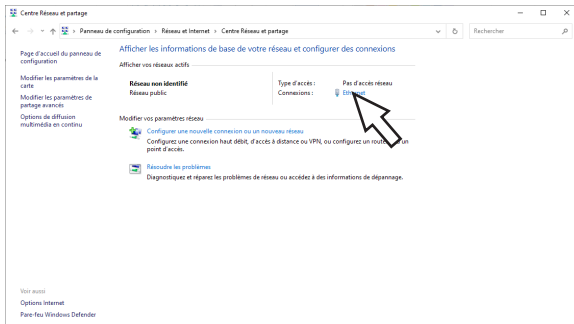 Centre Réseau et partage
Panneau de configuration > Réseau et Internet > Centre Réseau et partage
Rechercher
Page d'accueil du panneau de
configuration
Modifier les paramètres de la
carte
Modifier les paramètres de
partage avancés
Options de diffusion
multimédia en continu
Afficher les informations de base de votre réseau et configurer des connexions
Afficher vos réseaux actifs
Réseau non identifié
Réseau public
Type d'accès :
Pas d'accès réseau
Connexions :
Ethernet
Modifier vos paramètres réseau
Configurer une nouvelle connexion ou un nouveau réseau
Configurez une connexion haut débit, d'accès à distance ou VPN, ou configurez un un
point d'accès.
Résoudre les problèmes
Diagnostiquez et réparez les problèmes de réseau ou accédez à des informations de dépannage.
Voir aussi
Options Internet
Pare-feu Windows Defender